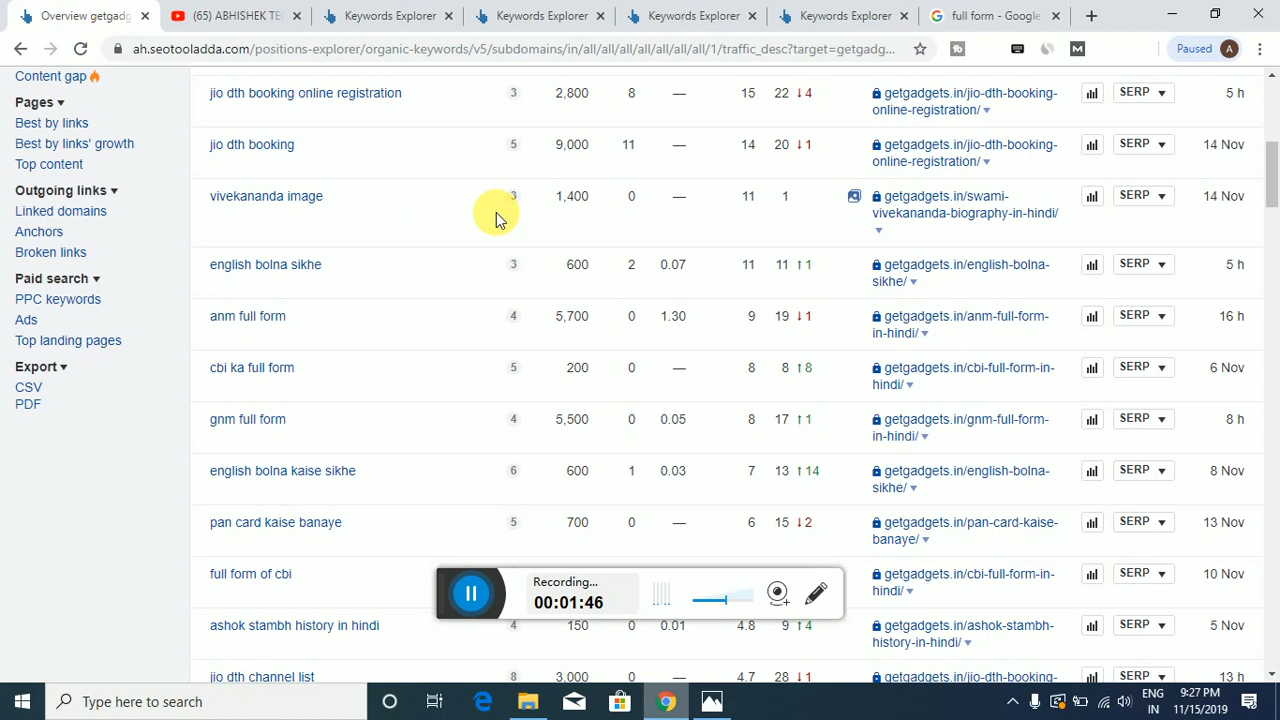 Overview getgadg
(65) ABHISHEK TEC
Keywords Explorer
Keywords Explorer
Keywords Explorer
Keywords Explorer
full form - Google
ah.seotooladda.com/positions-explorer/organic-keywords/v5/subdomains/in/all/all/all/all/all/all/1/traffic_desc?target=getgadg...
Paused A
Content gap
Pages
Best by links
Best by links' growth
Top content
Outgoing links
Linked domains
Anchors
Broken links
Paid search
PPC keywords
Ads
Top landing pages
Export
CSV
PDF
jio dth booking online registration 3 2,800 8 — 15 22 ↓4 getgadgets.in/jio-dth-booking- SERP 5 h
online-registration/
jio dth booking 5 9,000 11 — 14 20 ↓1 getgadgets.in/jio-dth-booking- SERP 14 Nov
online-registration/
vivekananda image 3 1,400 0 — 11 1 getgadgets.in/swami- SERP 14 Nov
vivekananda-biography-in-hindi/
english bolna sikhe 3 600 2 0.07 11 11 ↑1 getgadgets.in/english-bolna- SERP 5 h
sikhe/
anm full form 4 5,700 0 1.30 9 19 ↓1 getgadgets.in/anm-full-form- SERP 16 h
in-hindi/
cbi ka full form 5 200 0 — 8 8 ↑8 getgadgets.in/cbi-full-form-in- SERP 6 Nov
hindi/
gnm full form 4 5,500 0 0.05 8 17 ↑1 getgadgets.in/gnm-full-form- SERP 8 h
in-hindi/
english bolna kaise sikhe 6 600 1 0.03 7 13 ↑14 getgadgets.in/english-bolna- SERP 8 Nov
sikhe/
pan card kaise banaye 5 700 0 — 6 15 ↓2 getgadgets.in/pan-card-kaise- SERP 13 Nov
banaye/
full form of cbi getgadgets.in/cbi-full-form-in- SERP 10 Nov
hindi/
ashok stambh history in hindi 4 150 0 0.01 4.8 9 ↑4 getgadgets.in/ashok-stambh- SERP 5 Nov
history-in-hindi/
jio dth channel list 8 3,000 0 — 4.7 28 ↓1 getgadgets.in/jio-dth-booking- SERP 13 h
Recording...
00:01:46
Type here to search
ENG
IN
9:27 PM
11/15/2019